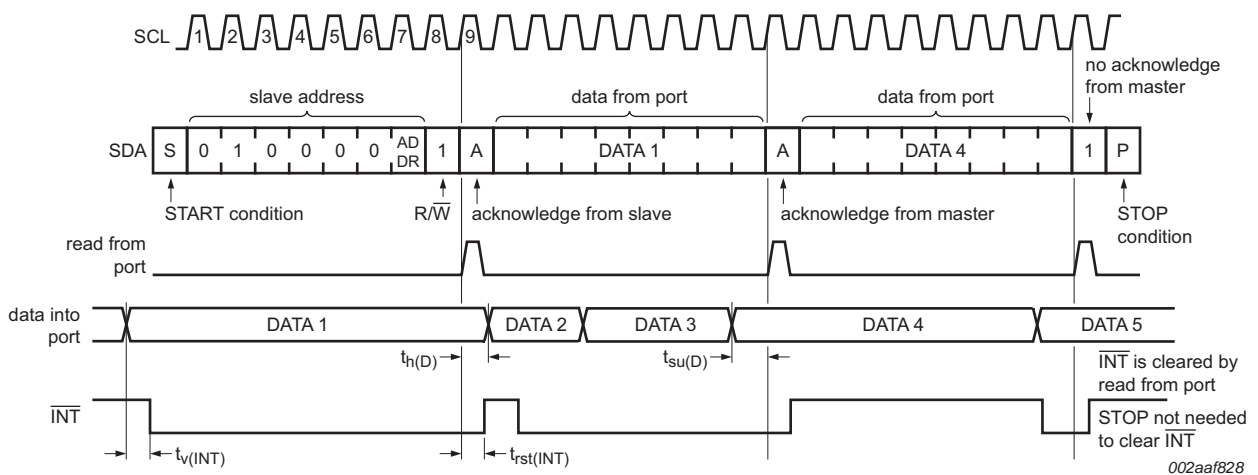 SCL 1 2 3 4 5 6 7 8 9
no acknowledge
from master
slave address
data from port
data from port
SDA S 0 1 0 0 0 0 AD DR 1 A DATA 1 A DATA 4 1 P
START condition
R/W̅
acknowledge from slave
acknowledge from master
STOP
condition
read from
port
data into
port
DATA 1 DATA 2 DATA 3 DATA 4 DATA 5
th(D)
tsu(D)
I̅N̅T̅ is cleared by
read from port
I̅N̅T̅
STOP not needed
to clear I̅N̅T̅
tv(INT)
trst(INT)
002aaf828